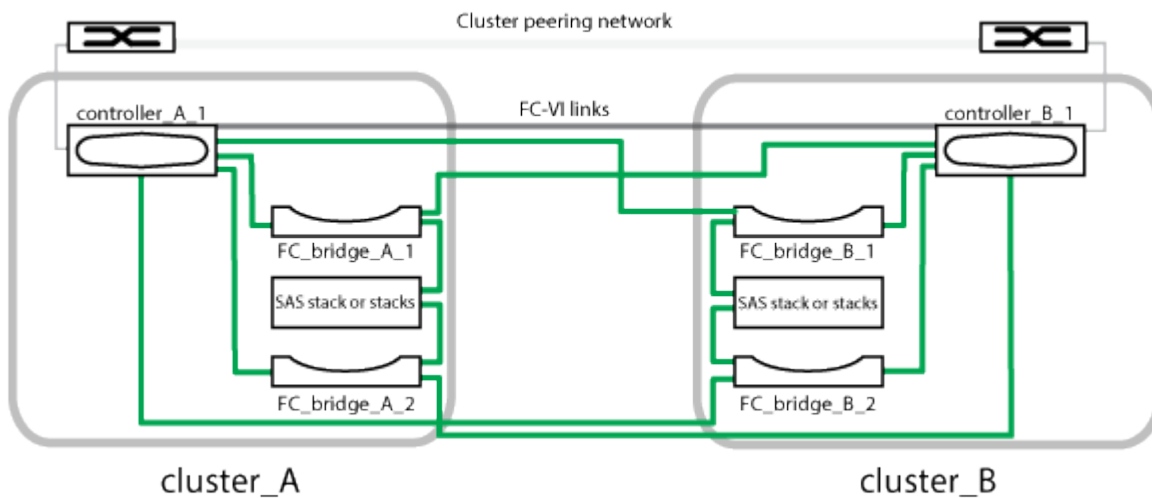 Cluster peering network
controller_A_1
FC-VI links
controller_B_1
FC_bridge_A_1
FC_bridge_B_1
SAS stack or stacks
SAS stack or stacks
FC_bridge_A_2
FC_bridge_B_2
cluster_A
cluster_B